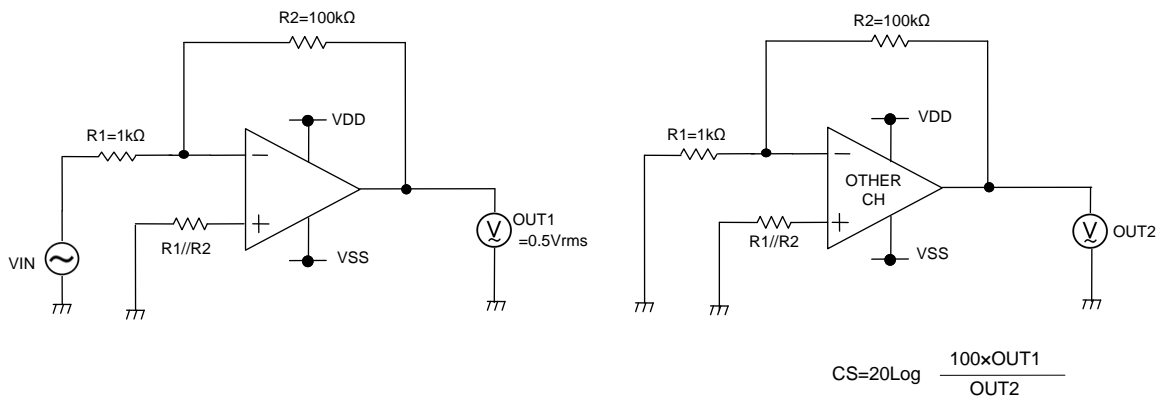 R2=100kΩ
VDD
R1=1kΩ
R1//R2
VSS
VIN
V
OUT1
=0.5Vrms
R2=100kΩ
VDD
R1=1kΩ
OTHER
CH
R1//R2
VSS
V
OUT2
CS=20Log 100×OUT1
OUT2